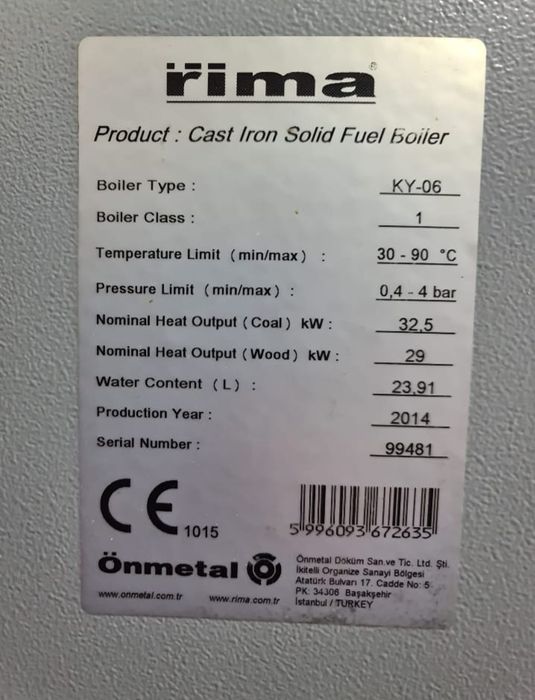 rima®
Product : Cast Iron Solid Fuel Boiler
Boiler Type : KY-06
Boiler Class : 1
Temperature Limit ( min/max ) : 30 - 90 °C
Pressure Limit ( min/max ) : 0,4 - 4 bar
Nominal Heat Output ( Coal ) kW : 32,5
Nominal Heat Output ( Wood ) kW : 29
Water Content ( L ) : 23,91
Production Year : 2014
Serial Number : 99481
CE 1015
5 996093 672635
Önmetal
www.onmetal.com.tr www.rima.com.tr
Önmetal Döküm San.ve Tic. Ltd. Şti.
İkitelli Organize Sanayi Bölgesi
Atatürk Bulvarı 17. Cadde No: 5
PK: 34306 Başakşehir
İstanbul / TURKEY